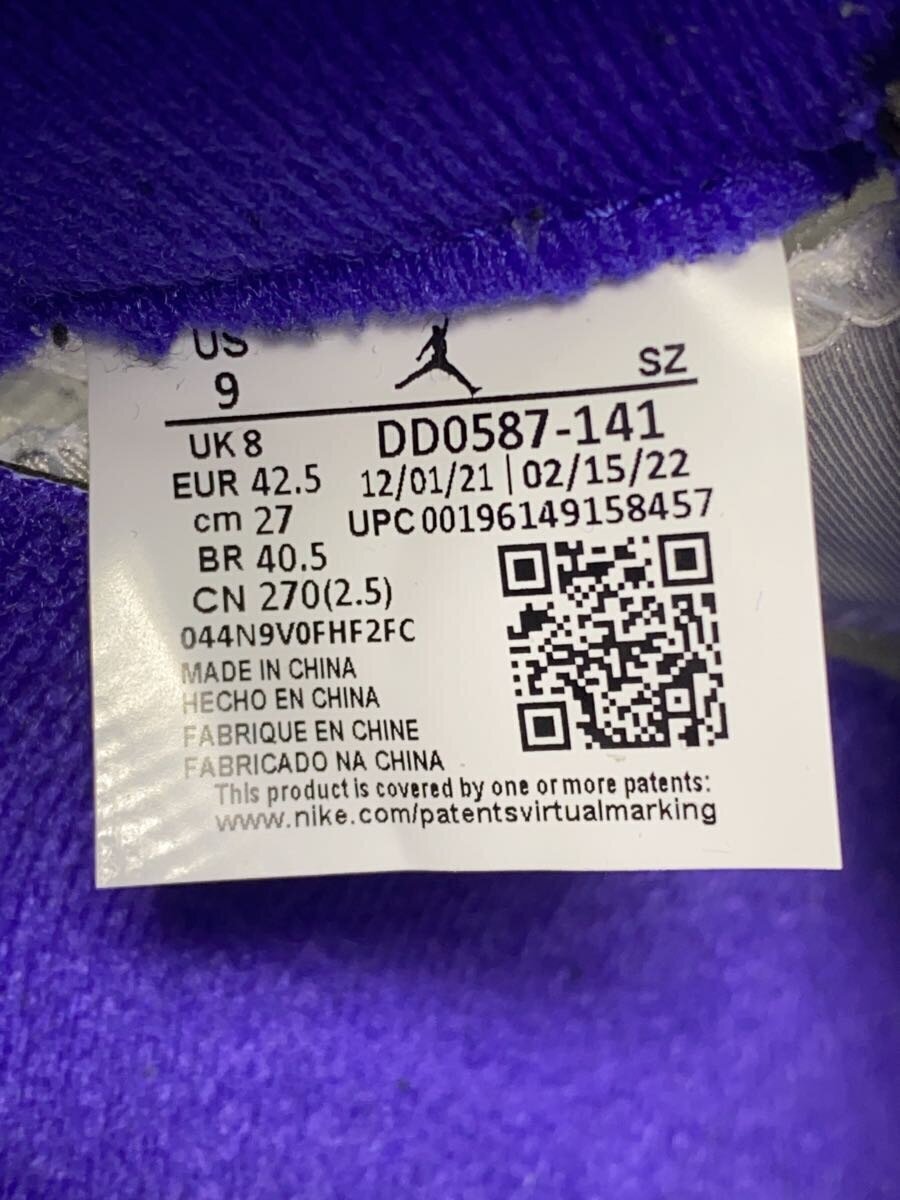 US
SZ
9
UK 8
DD0587-141
EUR 42.5
12/01/21 | 02/15/22
cm 27
UPC 00196149158457
BR 40.5
CN 270(2.5)
044N9V0FHF2FC
MADE IN CHINA
HECHO EN CHINA
FABRIQUE EN CHINE
FABRICADO NA CHINA
This product is covered by one or more patents:
www.nike.com/patentsvirtualmarking